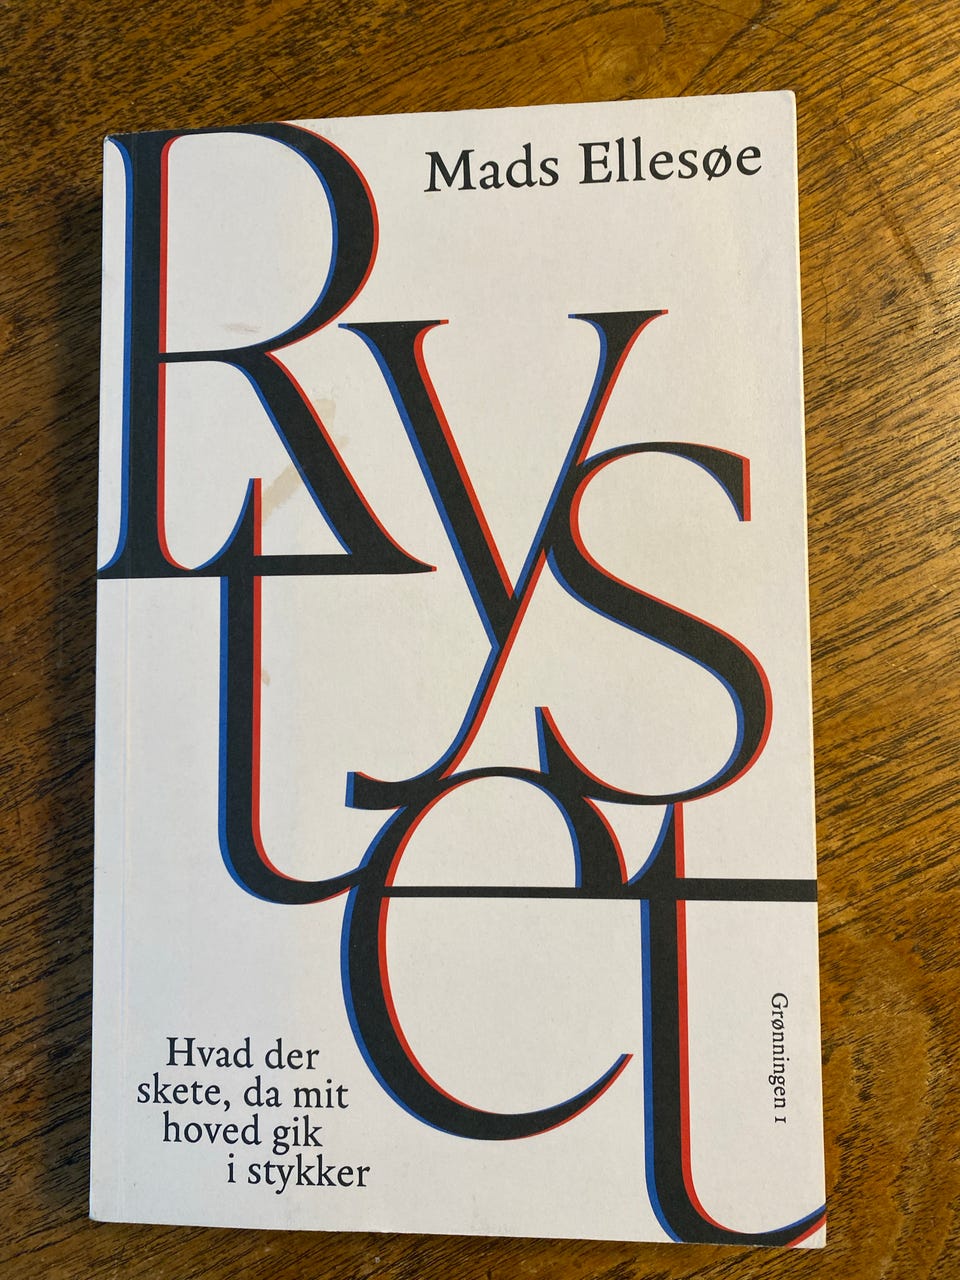 Mads Ellesøe
Rystet
Hvad der
skete, da mit
hoved gik
i stykker
Grønningen 1